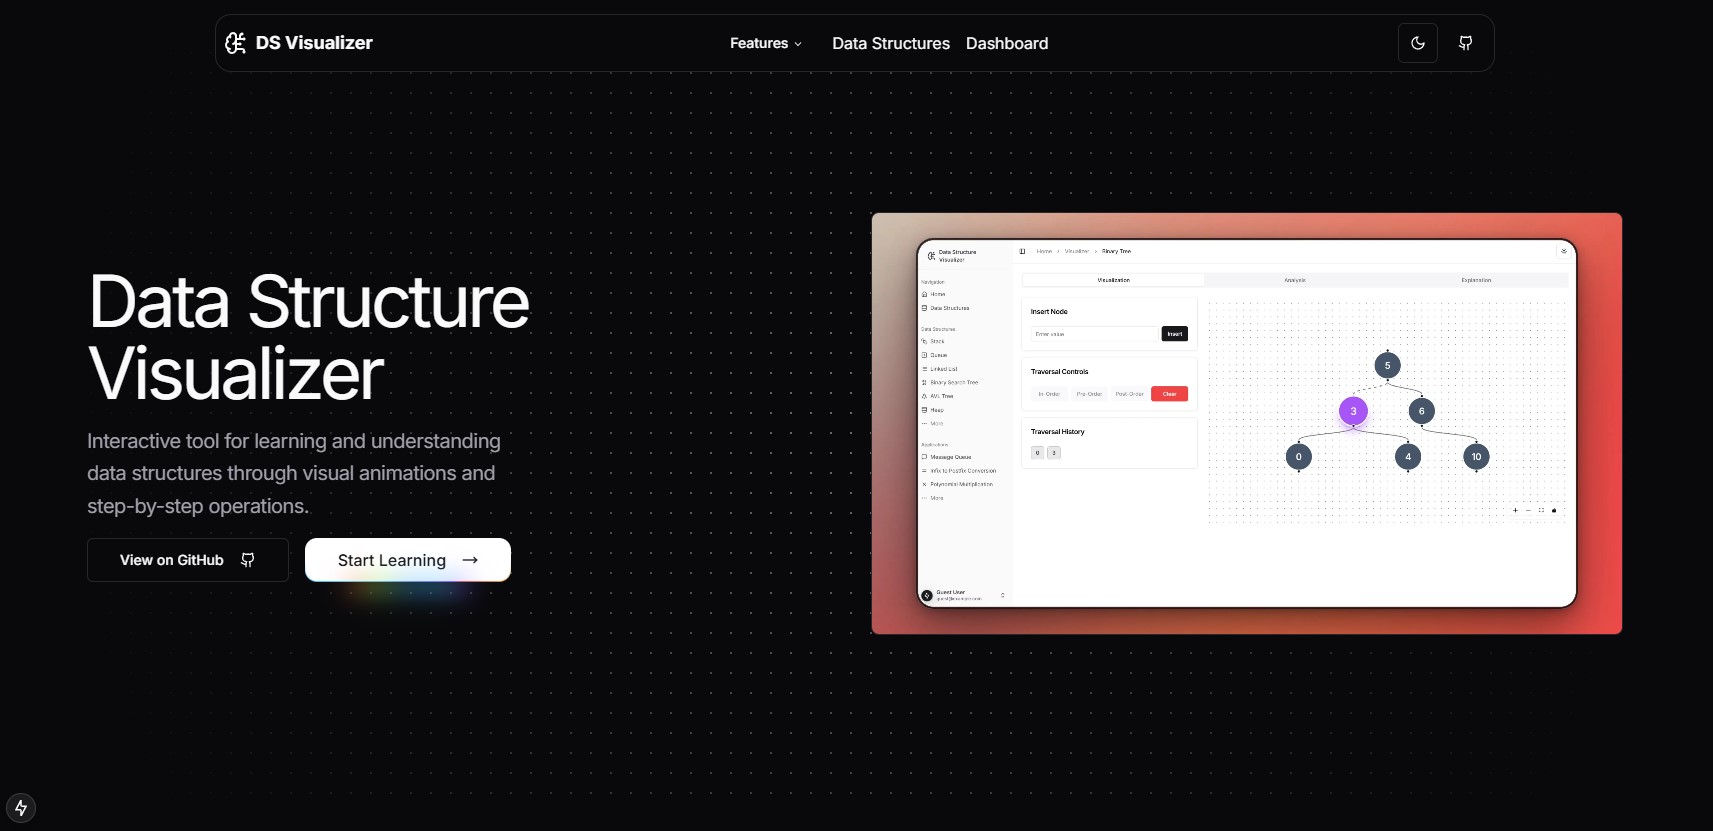 DS Visualizer
Features
Data Structures
Dashboard
Data Structure
Visualizer
Interactive tool for learning and understanding
data structures through visual animations and
step-by-step operations.
View on GitHub
Start Learning
Data Structure
Visualizer
Navigation
Home
Data Structures
Data Structures
Stack
Queue
Linked List
Binary Search Tree
AVL Tree
Heap
More
Applications
Message Queue
Infix to Postfix Conversion
Polynomial Multiplication
More
Guest User
guest@example.com
Home
Visualizer
Binary Tree
Visualization
Analysis
Explanation
Insert Node
Enter value
Insert
Traversal Controls
In-Order
Pre-Order
Post-Order
Clear
Traversal History
0
3
5
3
6
0
4
10